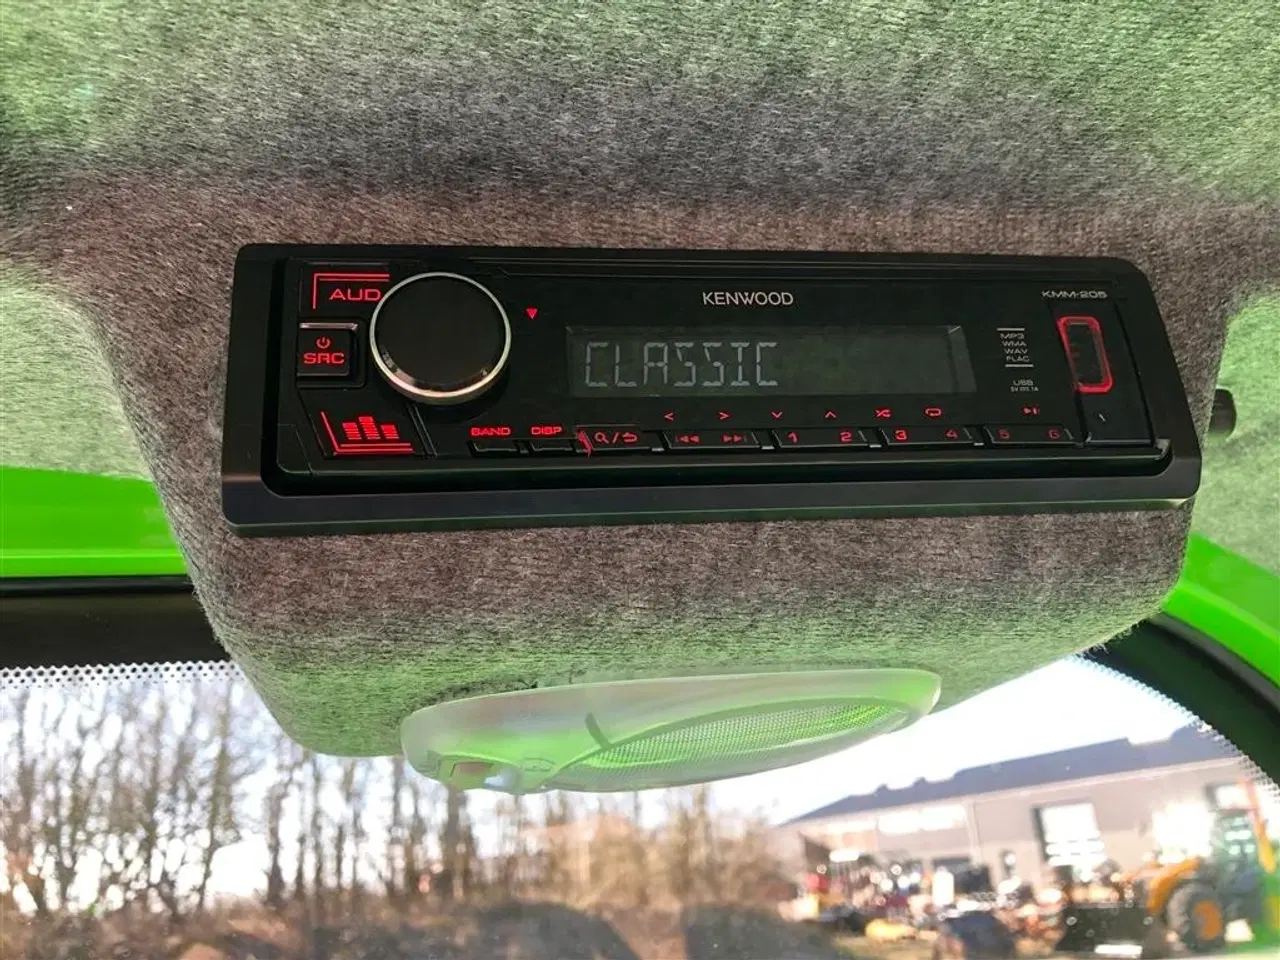 KENWOOD
KMM-205
AUD
SRC
CLASSIC
MP3
WMA
WAV
FLAC
USB
BAND DISP
1 2 3 4 5 6